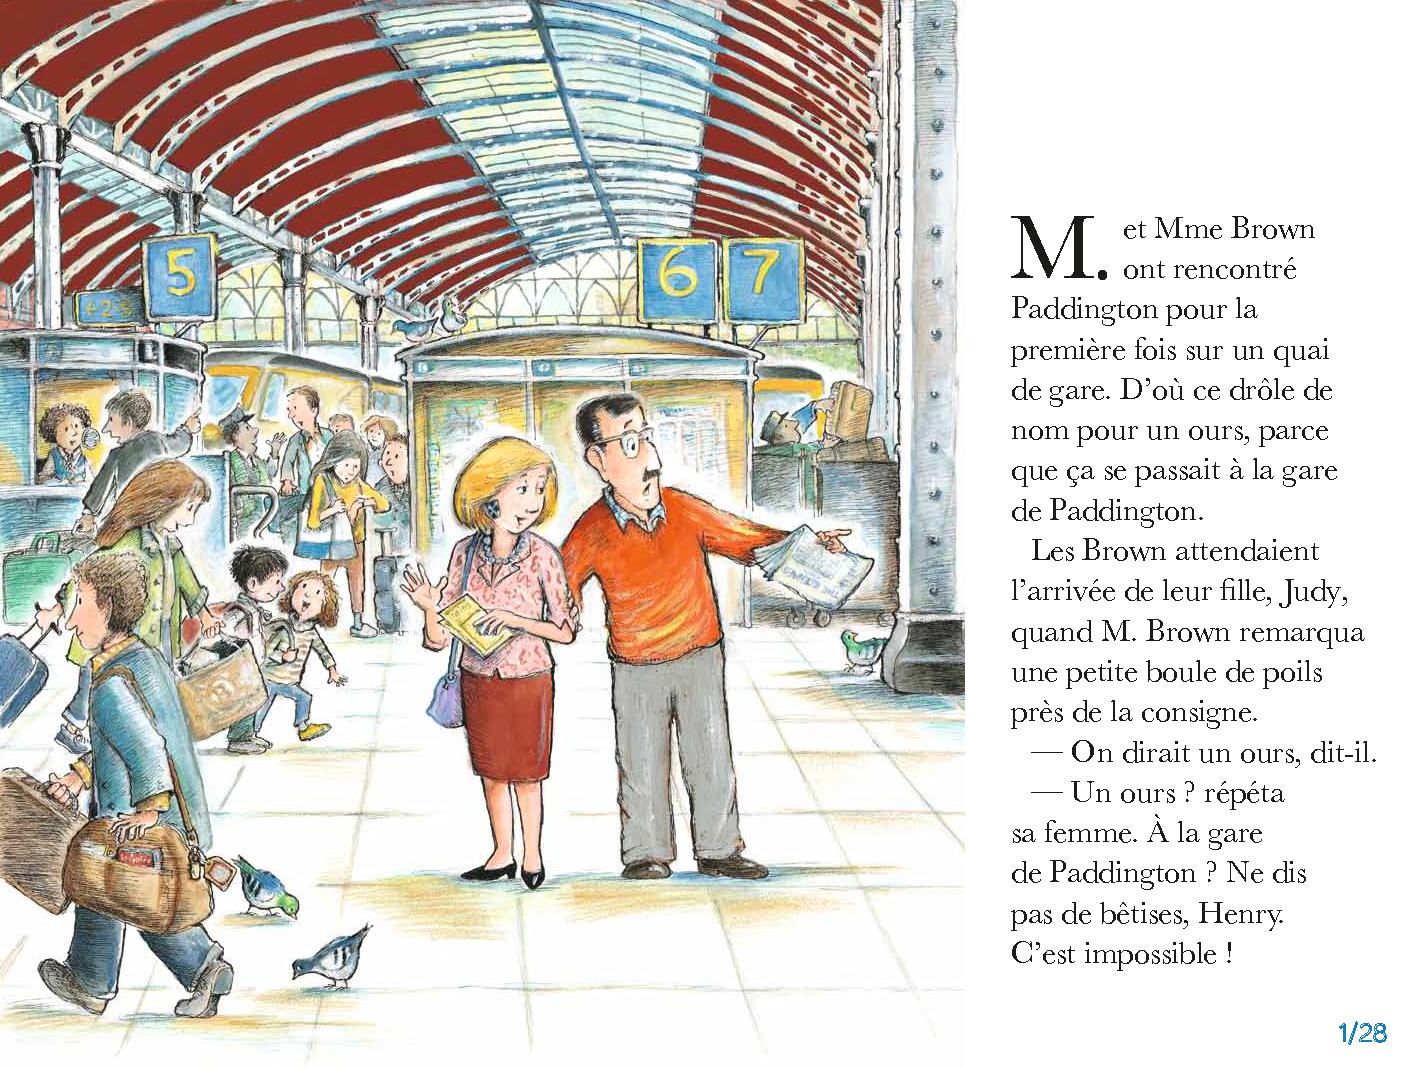 5
6
7
M. et Mme Brown
ont rencontré
Paddington pour la
première fois sur un quai
de gare. D’où ce drôle de
nom pour un ours, parce
que ça se passait à la gare
de Paddington.
Les Brown attendaient
l’arrivée de leur fille, Judy,
quand M. Brown remarqua
une petite boule de poils
près de la consigne.
— On dirait un ours, dit-il.
— Un ours ? répéta
sa femme. À la gare
de Paddington ? Ne dis
pas de bêtises, Henry.
C’est impossible !
1/28